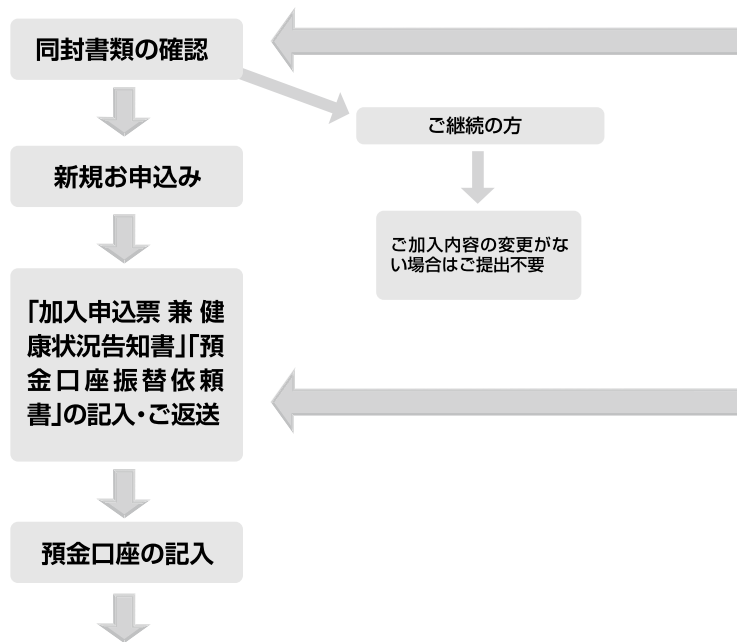 同封書類の確認
ご継続の方
新規お申込み
ご加入内容の変更がな
い場合はご提出不要
「加入申込票 兼 健
康状況告知書」「預
金口座振替依頼
書」の記入・ご返送
預金口座の記入